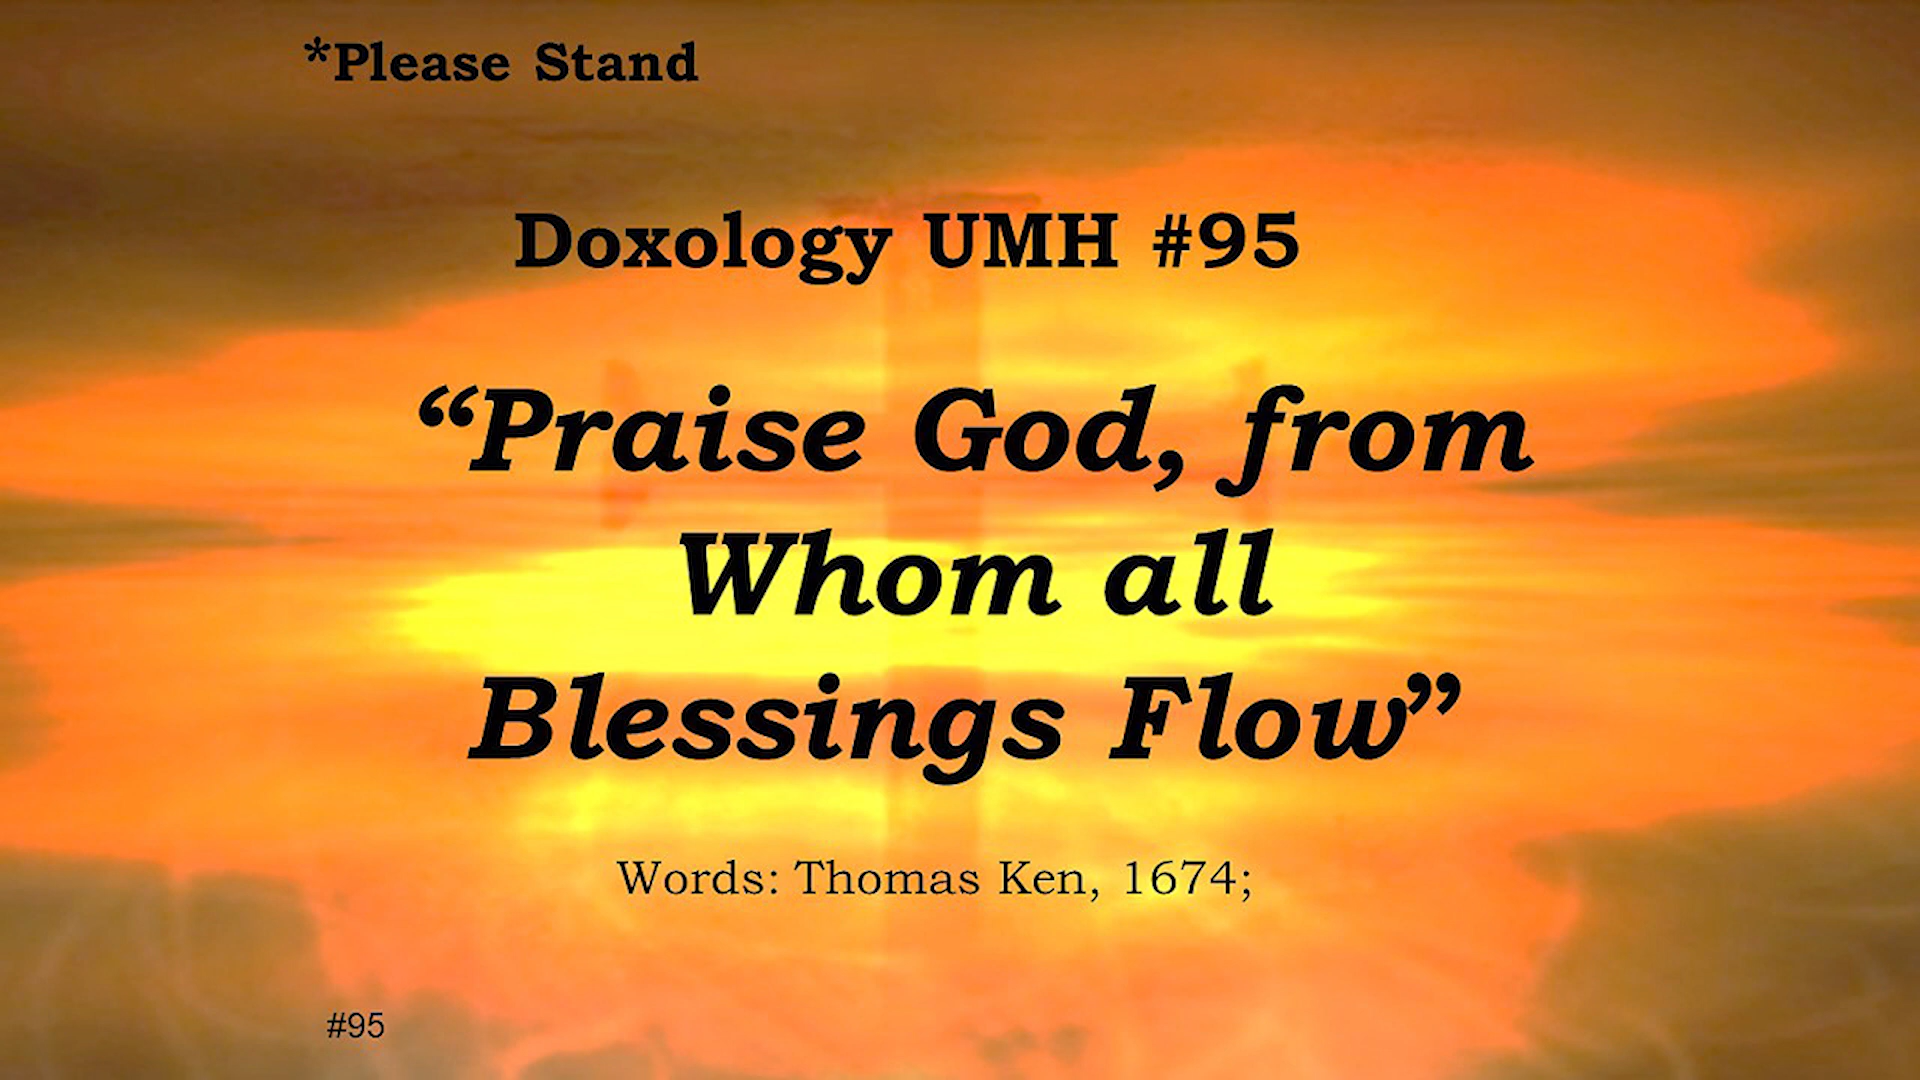 *Please Stand
Doxology UMH #95
“Praise God, from
Whom all
Blessings Flow”
Words: Thomas Ken, 1674;
#95